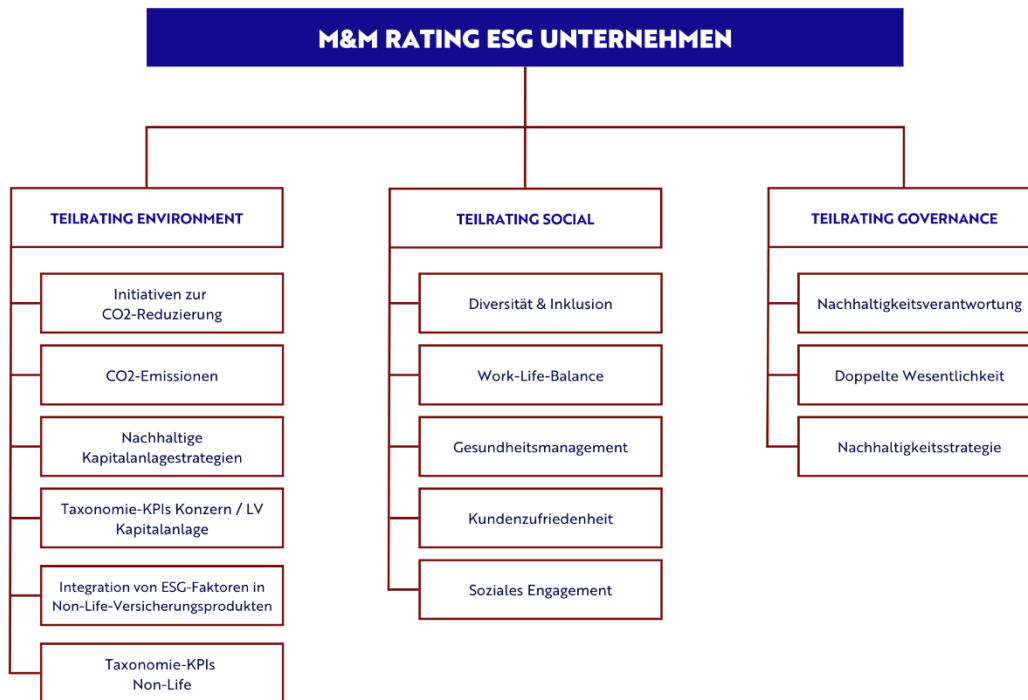 M&M RATING ESG UNTERNEHMEN
TEILRATING ENVIRONMENT
Initiativen zur
CO2-Reduzierung
CO2-Emissionen
Nachhaltige
Kapitalanlagestrategien
Taxonomie-KPIs Konzern / LV
Kapitalanlage
Integration von ESG-Faktoren in
Non-Life-Versicherungsprodukten
Taxonomie-KPIs
Non-Life
TEILRATING SOCIAL
Diversität & Inklusion
Work-Life-Balance
Gesundheitsmanagement
Kundenzufriedenheit
Soziales Engagement
TEILRATING GOVERNANCE
Nachhaltigkeitsverantwortung
Doppelte Wesentlichkeit
Nachhaltigkeitsstrategie